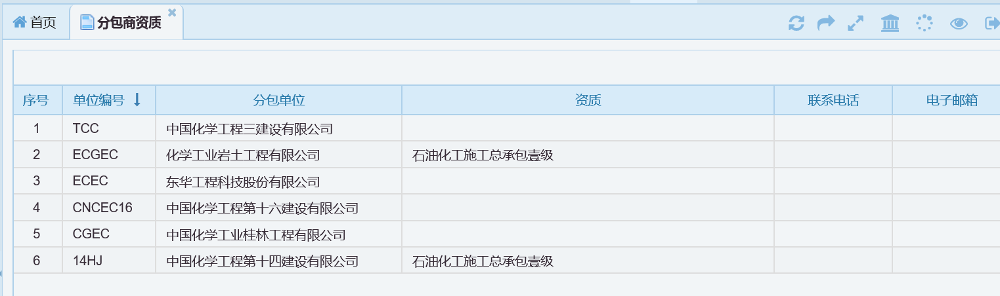 首页 分包商资质
序号 单位编号 分包单位 资质 联系电话 电子邮箱
1 TCC 中国化学工程三建设有限公司
2 ECGEC 化学工业岩土工程有限公司 石油化工施工总承包壹级
3 ECEC 东华工程科技股份有限公司
4 CNCEC16 中国化学工程第十六建设有限公司
5 CGEC 中国化学工业桂林工程有限公司
6 14HJ 中国化学工程第十四建设有限公司 石油化工施工总承包壹级